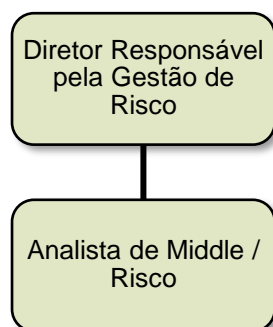 Diretor Responsável
pela Gestão de
Risco
Analista de Middle /
Risco